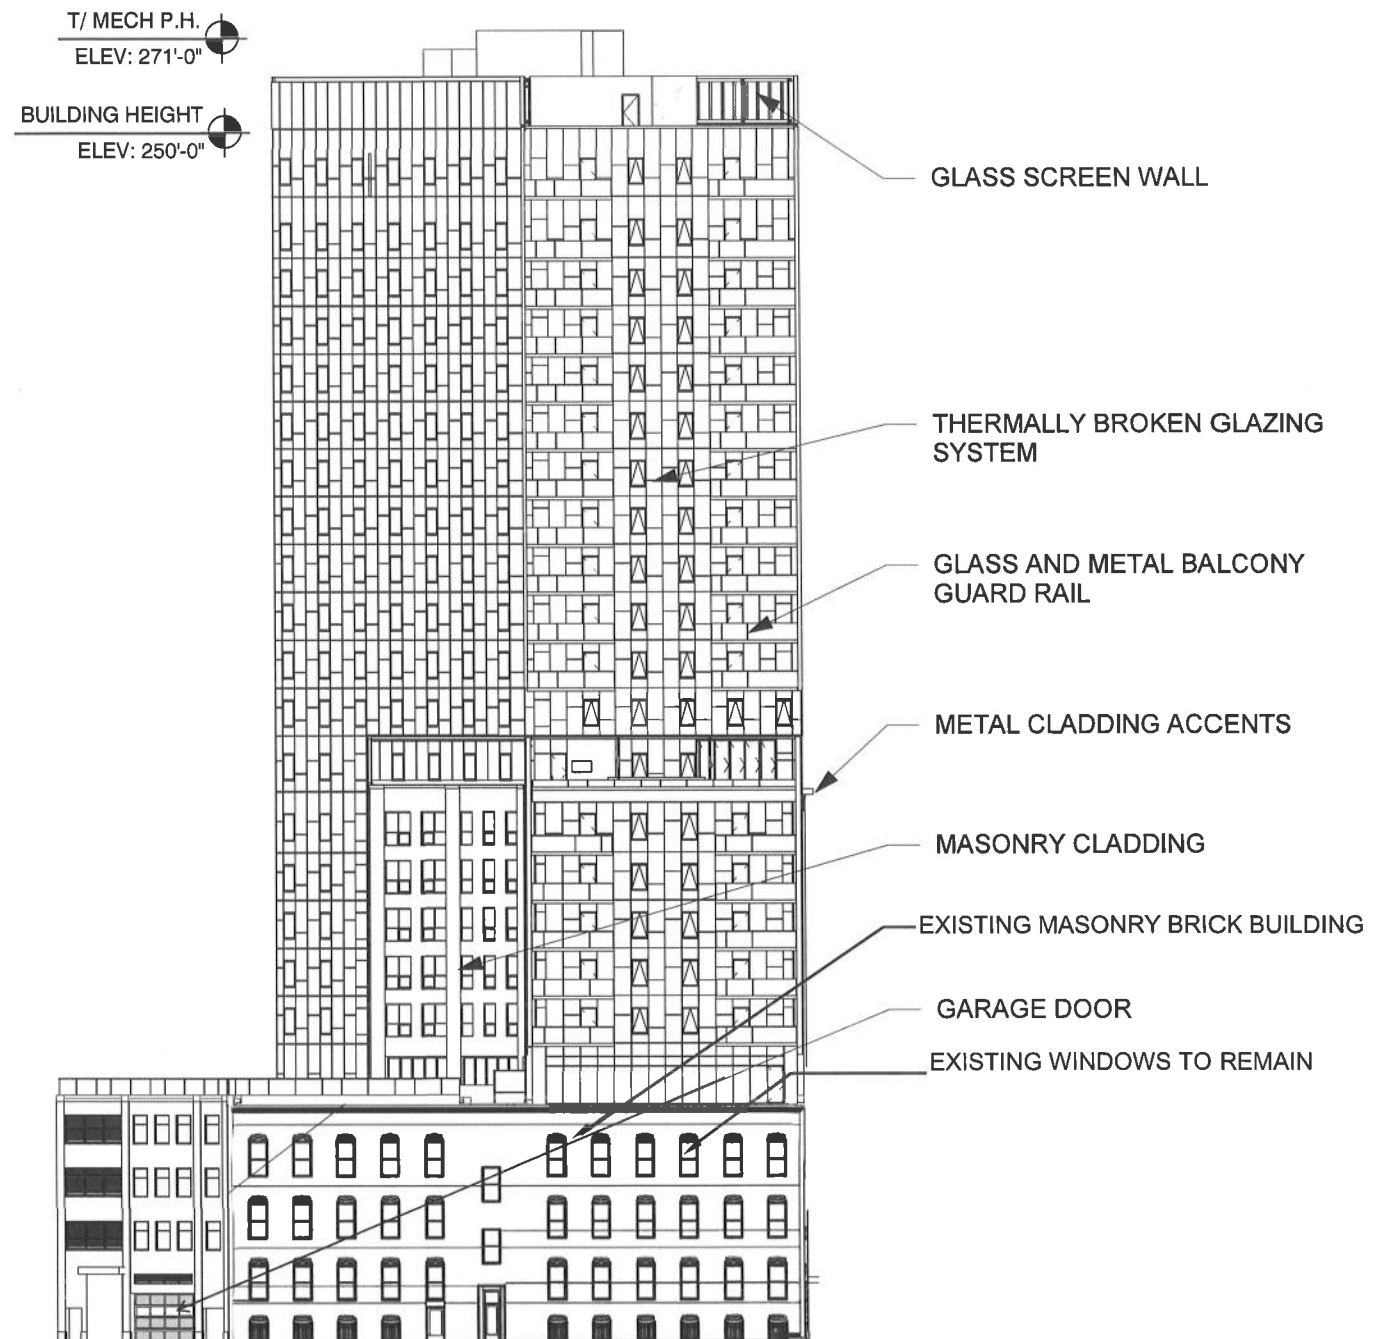 T/ MECH P.H.
ELEV: 271'-0"
BUILDING HEIGHT
ELEV: 250'-0"
GLASS SCREEN WALL
THERMALLY BROKEN GLAZING
SYSTEM
GLASS AND METAL BALCONY
GUARD RAIL
METAL CLADDING ACCENTS
MASONRY CLADDING
EXISTING MASONRY BRICK BUILDING
GARAGE DOOR
EXISTING WINDOWS TO REMAIN